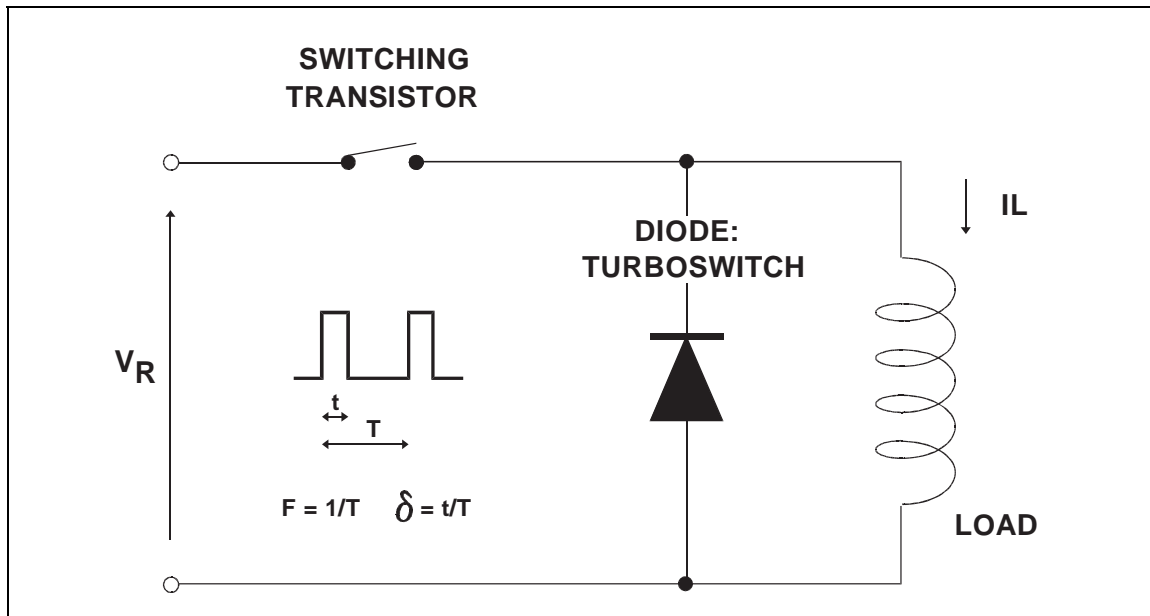 SWITCHING
TRANSISTOR
IL
DIODE:
TURBOSWITCH
VR
t
T
F = 1/T δ = t/T
LOAD